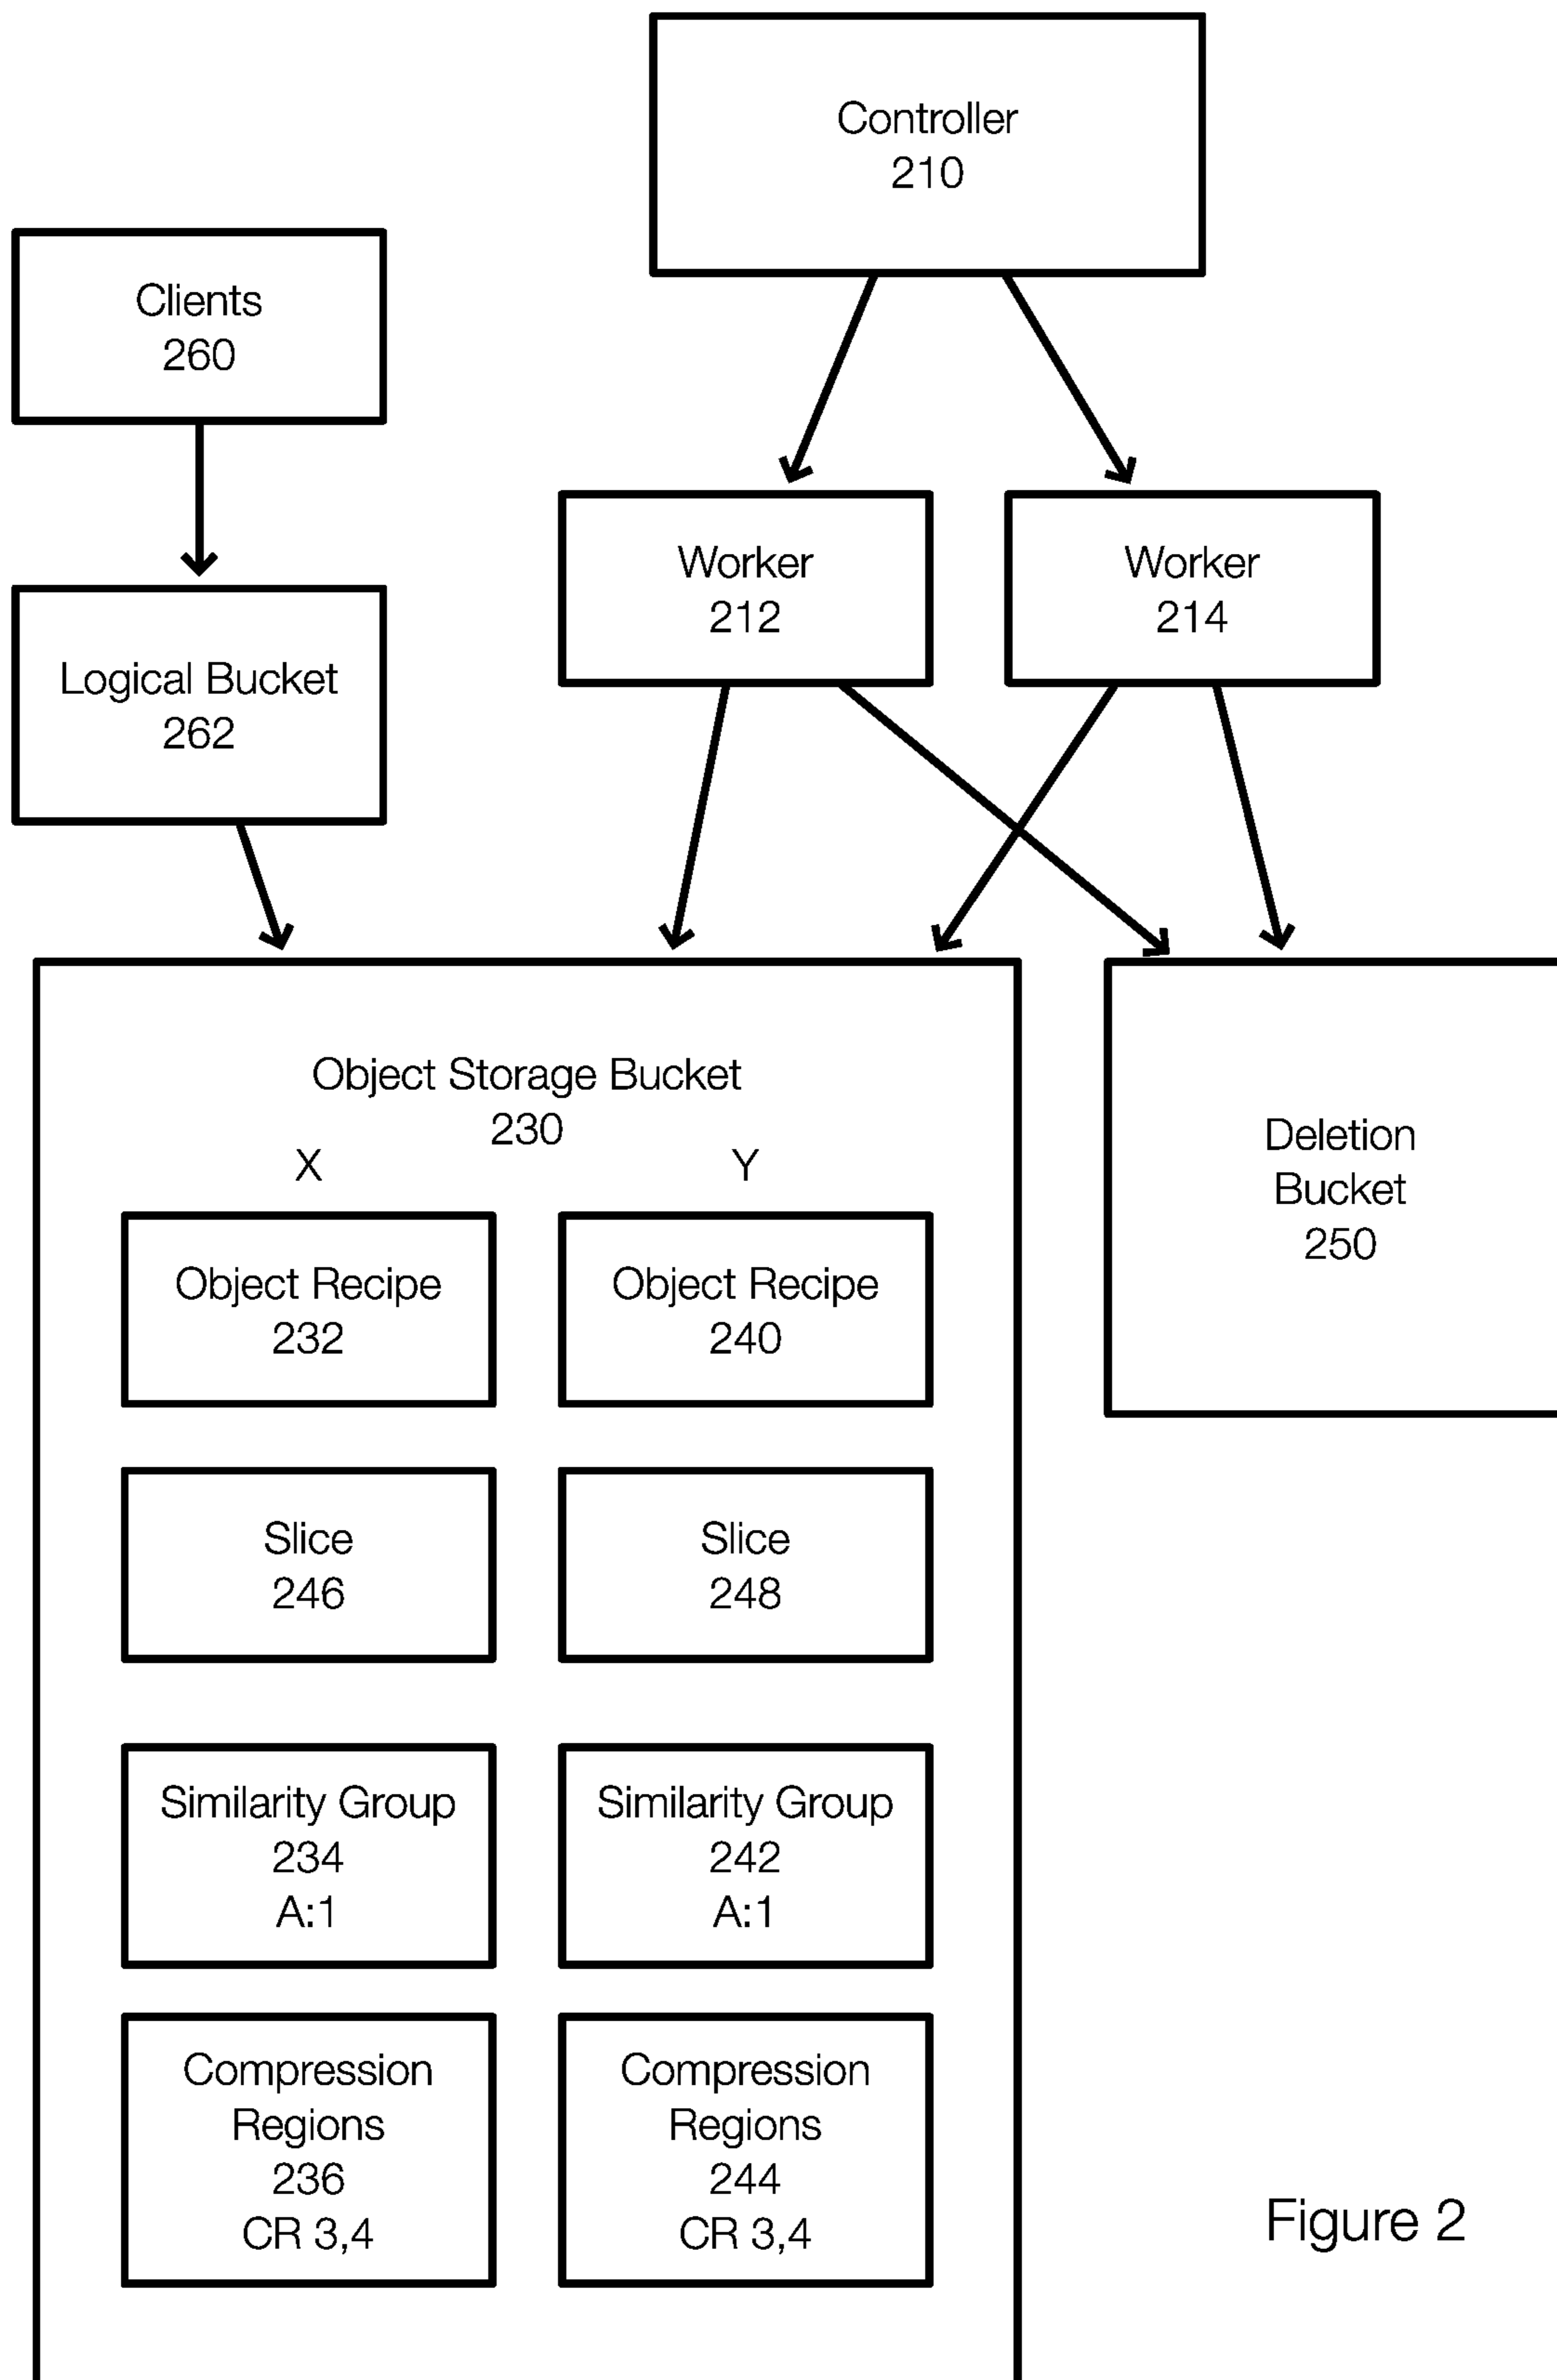 Controller
210
Clients
260
Worker
212
Worker
214
Logical Bucket
262
Object Storage Bucket
230
X
Y
Deletion
Bucket
250
Object Recipe
232
Object Recipe
240
Slice
246
Slice
248
Similarity Group
234
A:1
Similarity Group
242
A:1
Compression
Regions
236
CR 3,4
Compression
Regions
244
CR 3,4
Figure 2